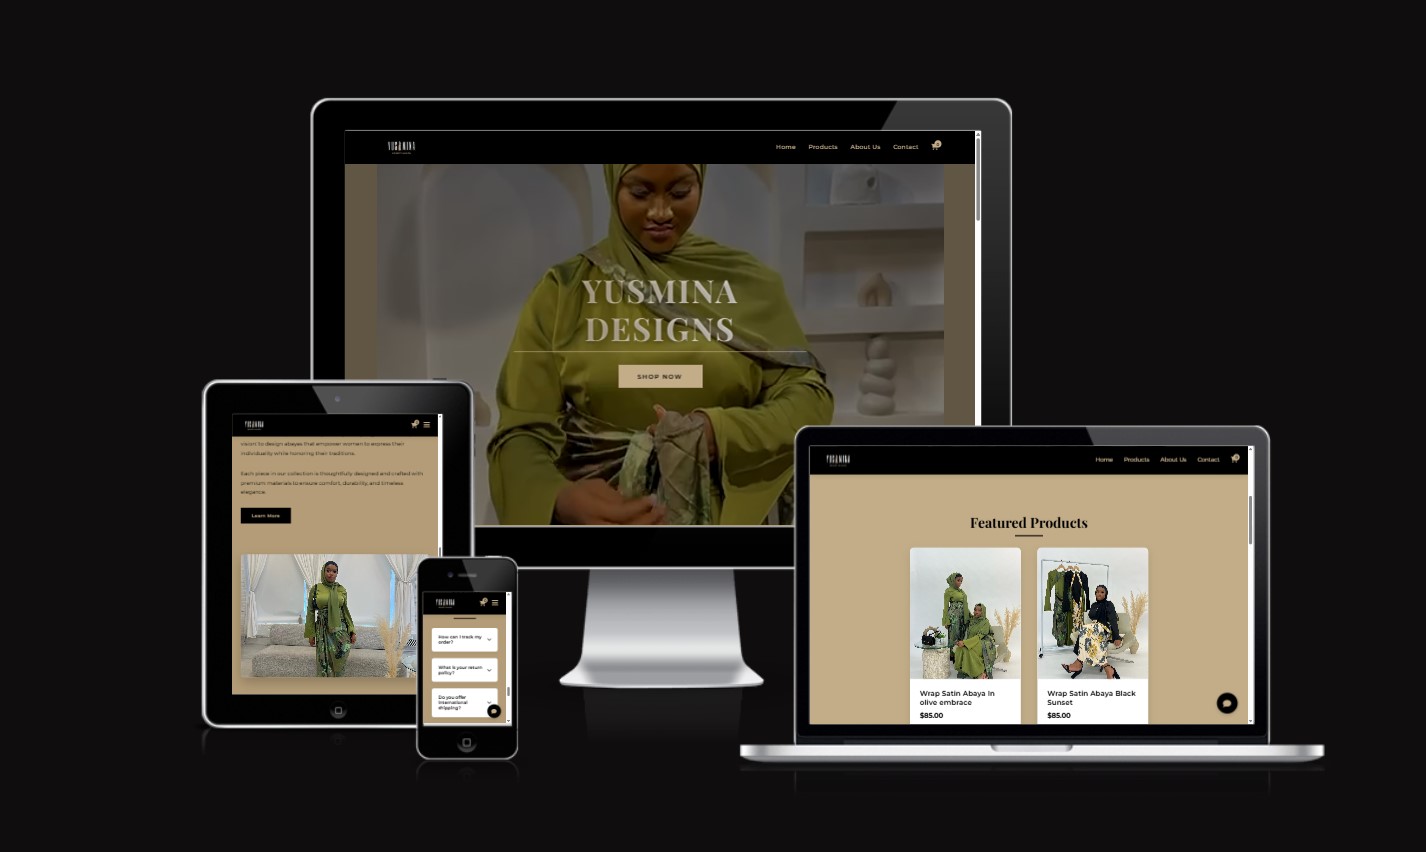 YUSMINA
Home Products About Us Contact
YUSMINA
DESIGNS
SHOP NOW
YUSMINA
vision: to design abayas that empower women to express their
individuality while honoring their traditions.
Each piece in our collection is thoughtfully designed and crafted with
premium materials to ensure comfort, durability, and timeless
elegance.
Learn More
YUSMINA
How can I track my
order?
What is your return
policy?
Do you offer
international
shipping?
YUSMINA
Home Products About Us Contact
Featured Products
Wrap Satin Abaya In
olive embrace
$85.00
Wrap Satin Abaya Black
Sunset
$85.00